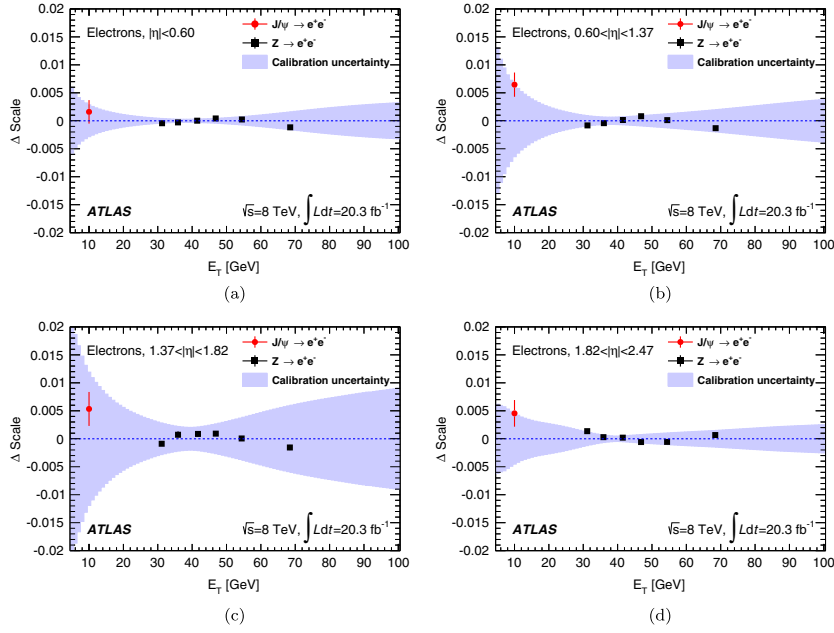 Electrons, |η|<0.60
J/ψ → e⁺e⁻
Z → e⁺e⁻
Calibration uncertainty
0.02
0.015
0.01
0.005
0
-0.005
-0.01
-0.015
-0.02
Δ Scale
ATLAS
√s=8 TeV, ∫Ldt=20.3 fb⁻¹
10 20 30 40 50 60 70 80 90 100
E_T [GeV]
(a)
Electrons, 0.60<|η|<1.37
J/ψ → e⁺e⁻
Z → e⁺e⁻
Calibration uncertainty
0.02
0.015
0.01
0.005
0
-0.005
-0.01
-0.015
-0.02
Δ Scale
ATLAS
√s=8 TeV, ∫Ldt=20.3 fb⁻¹
10 20 30 40 50 60 70 80 90 100
E_T [GeV]
(b)
Electrons, 1.37<|η|<1.82
J/ψ → e⁺e⁻
Z → e⁺e⁻
Calibration uncertainty
0.02
0.015
0.01
0.005
0
-0.005
-0.01
-0.015
-0.02
Δ Scale
ATLAS
√s=8 TeV, ∫Ldt=20.3 fb⁻¹
10 20 30 40 50 60 70 80 90 100
E_T [GeV]
(c)
Electrons, 1.82<|η|<2.47
J/ψ → e⁺e⁻
Z → e⁺e⁻
Calibration uncertainty
0.02
0.015
0.01
0.005
0
-0.005
-0.01
-0.015
-0.02
Δ Scale
ATLAS
√s=8 TeV, ∫Ldt=20.3 fb⁻¹
10 20 30 40 50 60 70 80 90 100
E_T [GeV]
(d)